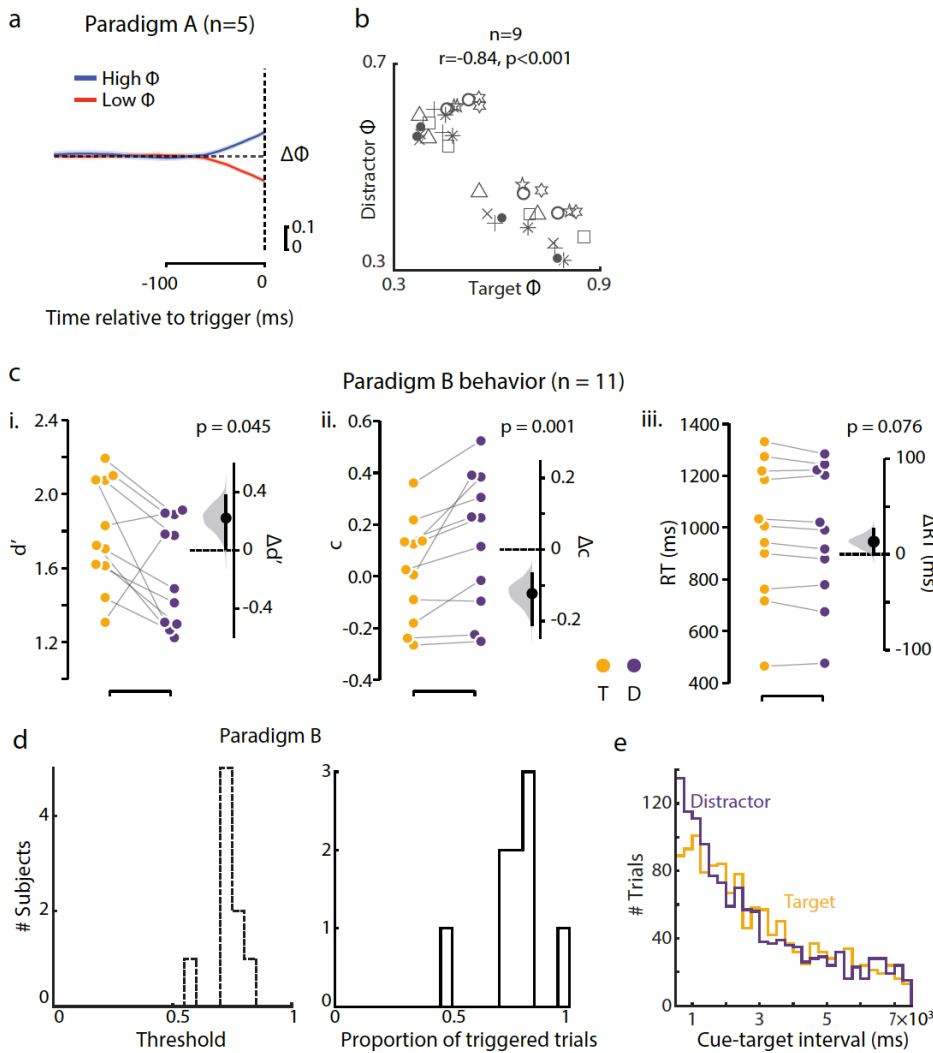 a
Paradigm A (n=5)
High Φ
Low Φ
ΔΦ
0.1
0
-100
0
Time relative to trigger (ms)
b
n=9
r=-0.84, p<0.001
0.7
Distractor Φ
0.3
0.3
Target Φ
0.9
c
Paradigm B behavior (n = 11)
i.
p = 0.045
2.4
2.0
1.6
1.2
d′
0.4
0
-0.4
Δd′
ii.
p = 0.001
0.6
0.4
0.2
0.0
-0.2
-0.4
c
0.2
0
-0.2
Δc
T
D
iii.
p = 0.076
1400
1200
1000
800
600
400
RT (ms)
100
0
-100
ΔRT (ms)
d
Paradigm B
# Subjects
4
2
0
0
0.5
1
Threshold
3
2
1
0
0
0.5
1
Proportion of triggered trials
e
# Trials
120
80
40
0
Distractor
Target
1
3
5
7×10³
Cue-target interval (ms)